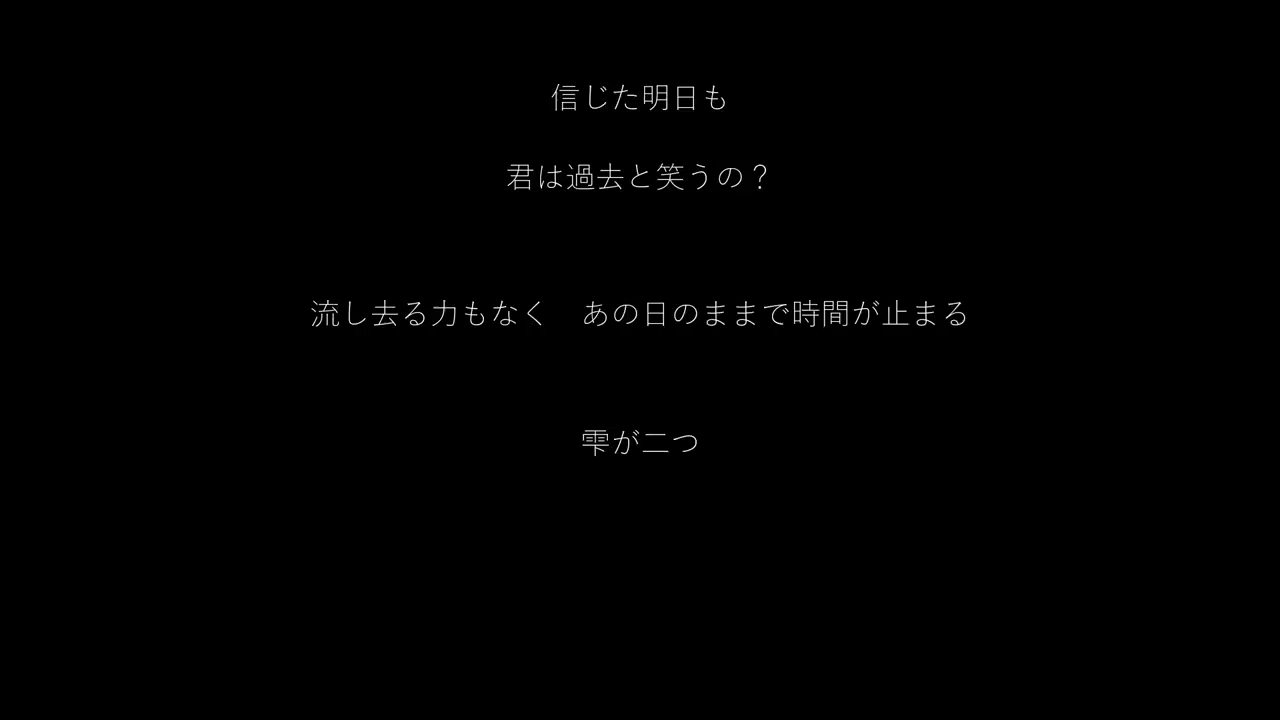 信じた明日も
君は過去と笑うの？
流し去る力もなく　あの日のままで時間が止まる
雫が二つ